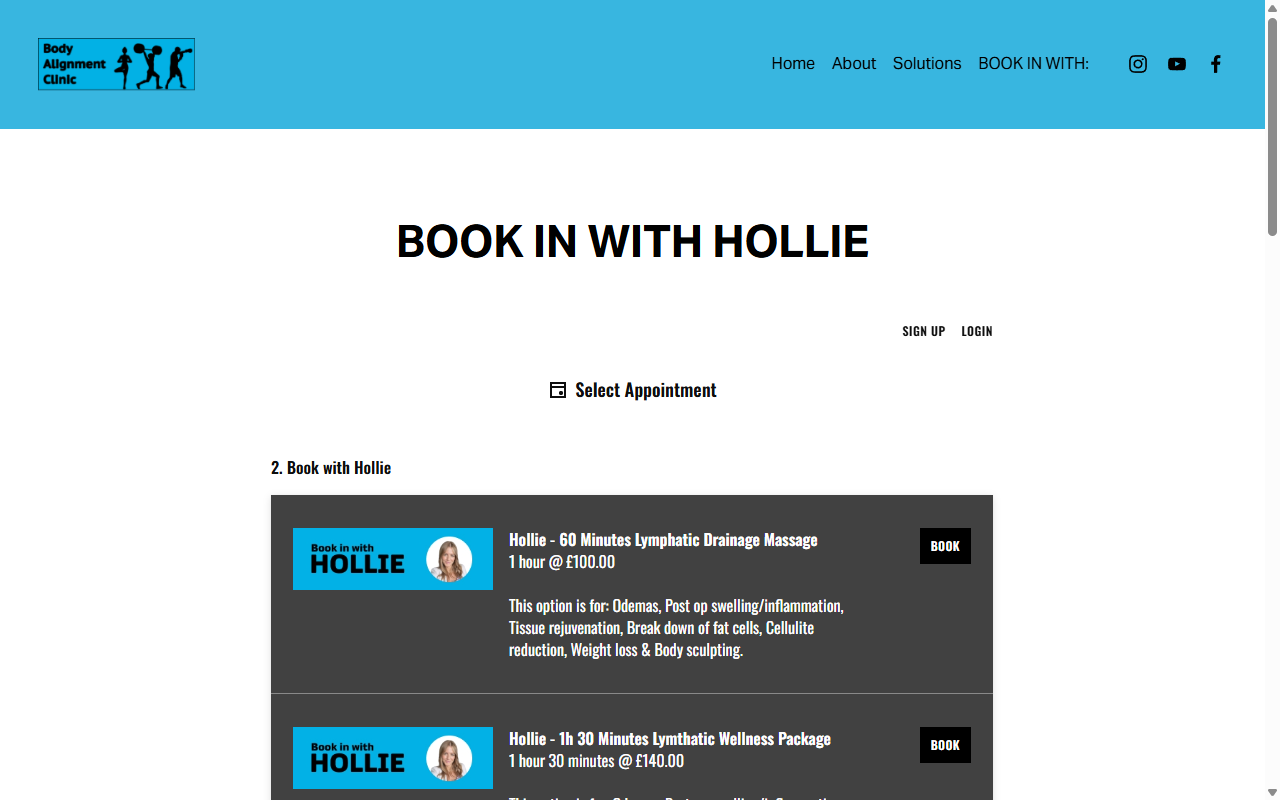 Body
Alignment
Clinic
Home About Solutions BOOK IN WITH:
BOOK IN WITH HOLLIE
SIGN UP LOGIN
Select Appointment
2. Book with Hollie
Book in with
HOLLIE
Hollie - 60 Minutes Lymphatic Drainage Massage
1 hour @ £100.00
This option is for: Odemas, Post op swelling/inflammation,
Tissue rejuvenation, Break down of fat cells, Cellulite
reduction, Weight loss & Body sculpting.
BOOK
Book in with
HOLLIE
Hollie - 1h 30 Minutes Lymthatic Wellness Package
1 hour 30 minutes @ £140.00
BOOK